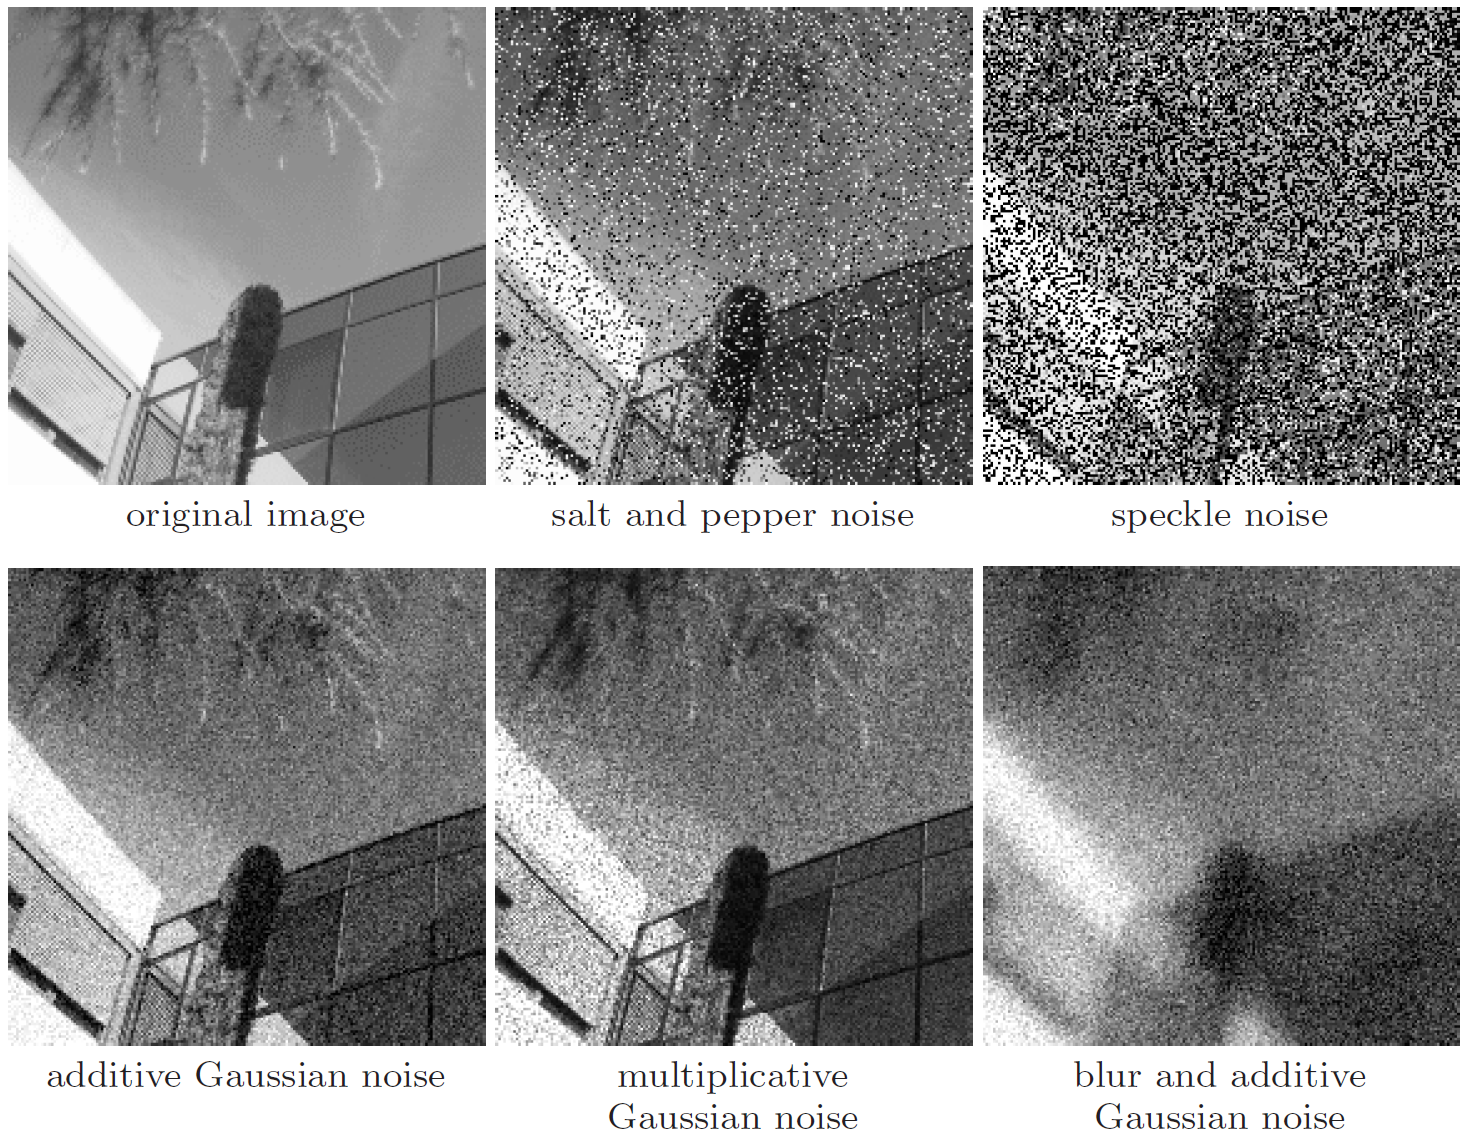 original image
salt and pepper noise
speckle noise
additive Gaussian noise
multiplicative
Gaussian noise
blur and additive
Gaussian noise